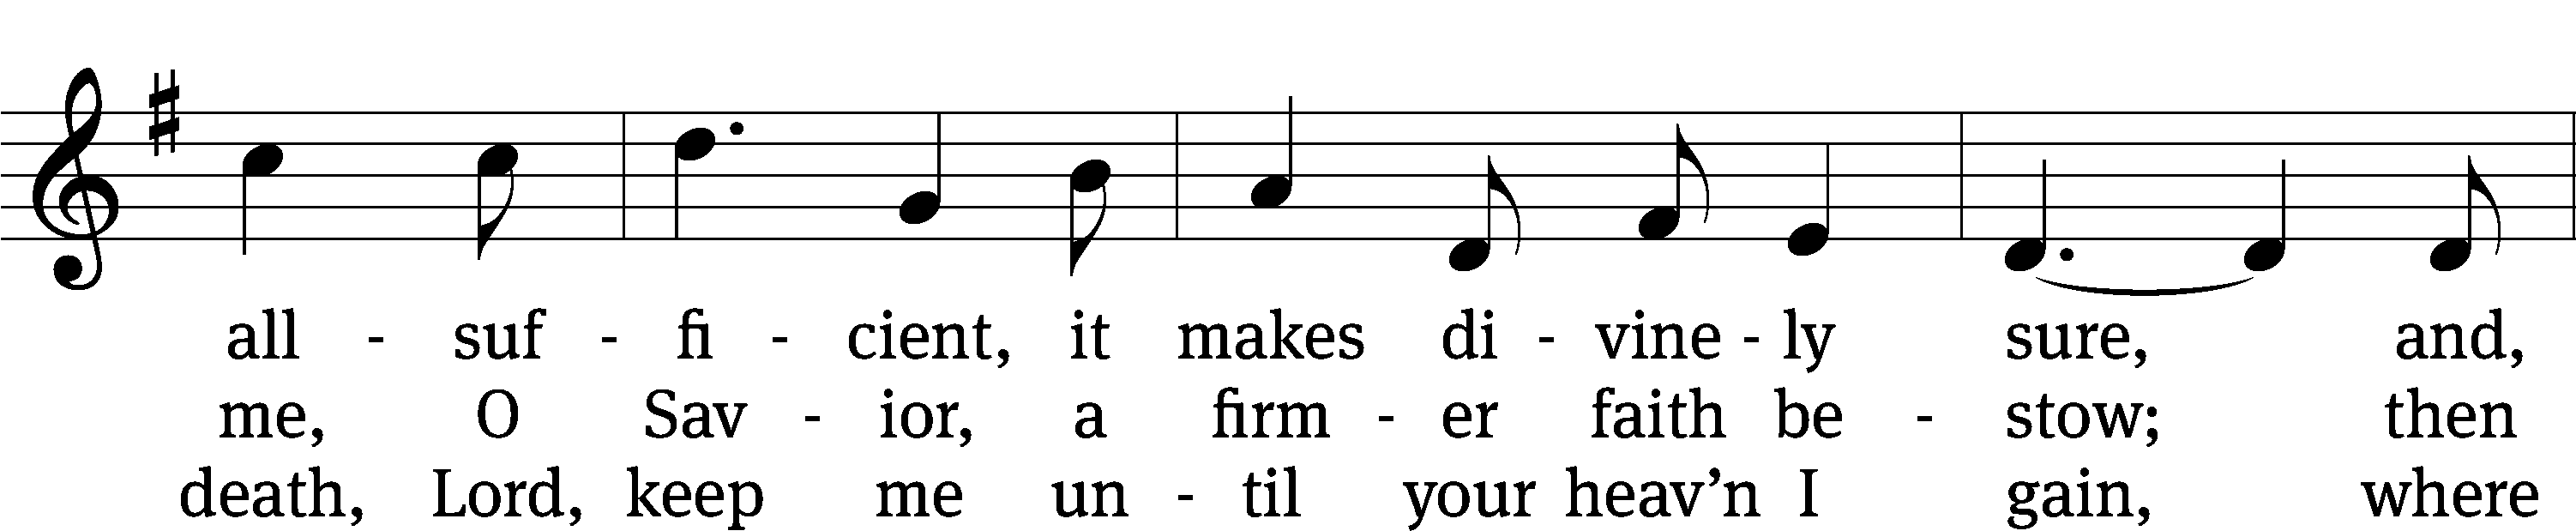 all - suf - fi - cient, it makes di - vine - ly sure, and,
me, O Sav - ior, a firm - er faith be - stow; then
death, Lord, keep me un - til your heav’n I gain, where